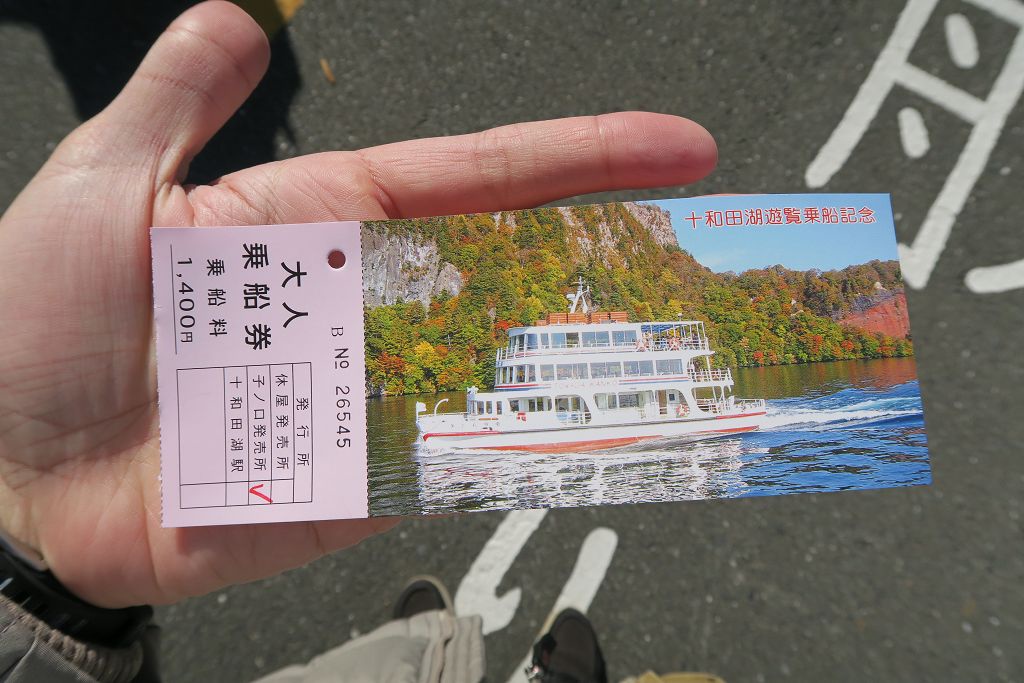 十和田湖遊覧乗船記念
大人
乗船券
乗船料
1,400円
B № 26545
発行所
休屋発売所
子ノ口発売所
十和田湖駅